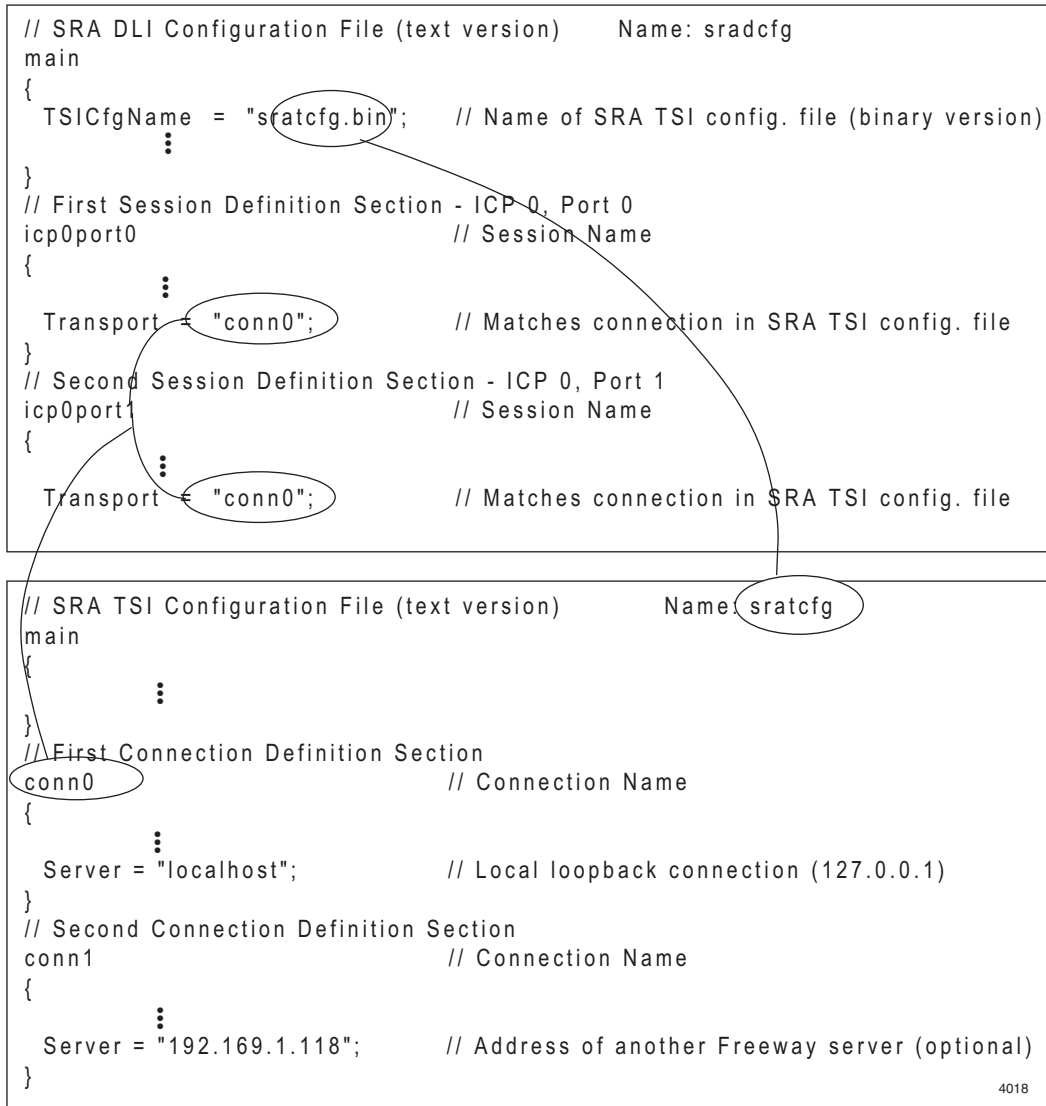 // SRA DLI Configuration File (text version) Name: sradcfg
main
{
TSICfgName = "sratcfg.bin"; // Name of SRA TSI config. file (binary version)
}
// First Session Definition Section - ICP 0, Port 0
icp0port0 // Session Name
{
Transport = "conn0"; // Matches connection in SRA TSI config. file
}
// Second Session Definition Section - ICP 0, Port 1
icp0port1 // Session Name
{
Transport = "conn0"; // Matches connection in SRA TSI config. file
// SRA TSI Configuration File (text version) Name: sratcfg
main
{
}
// First Connection Definition Section
conn0 // Connection Name
{
Server = "localhost"; // Local loopback connection (127.0.0.1)
}
// Second Connection Definition Section
conn1 // Connection Name
{
Server = "192.169.1.118"; // Address of another Freeway server (optional)
}
4018